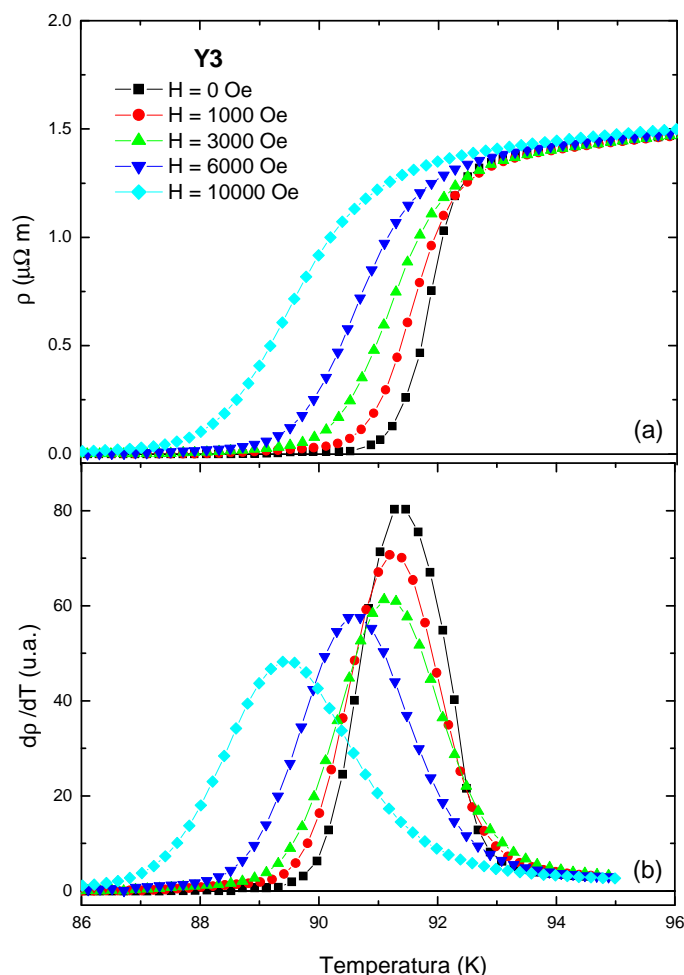 Y3
H = 0 Oe
H = 1000 Oe
H = 3000 Oe
H = 6000 Oe
H = 10000 Oe
2.0
1.5
1.0
0.5
0.0
ρ (μΩ m)
(a)
80
60
40
20
0
dρ /dT (u.a.)
(b)
86 88 90 92 94 96
Temperatura (K)